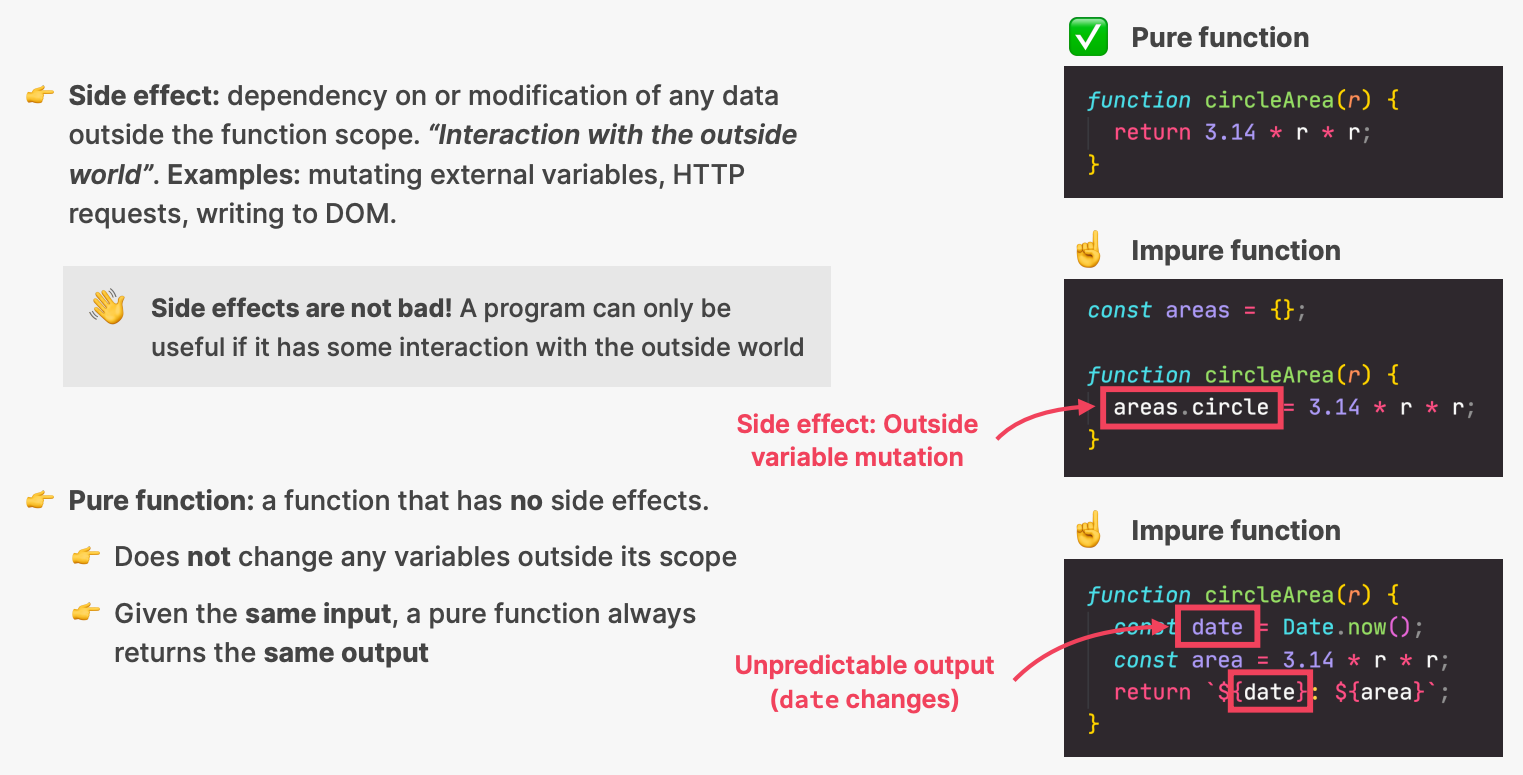 Side effect: dependency on or modification of any data
outside the function scope. “Interaction with the outside
world”. Examples: mutating external variables, HTTP
requests, writing to DOM.
Side effects are not bad! A program can only be
useful if it has some interaction with the outside world
Pure function: a function that has no side effects.
Does not change any variables outside its scope
Given the same input, a pure function always
returns the same output
Pure function
function circleArea(r) {
  return 3.14 * r * r;
}
Impure function
const areas = {};
function circleArea(r) {
  areas.circle = 3.14 * r * r;
}
Side effect: Outside
variable mutation
Impure function
function circleArea(r) {
  const date = Date.now();
  const area = 3.14 * r * r;
  return `${date}: ${area}`;
}
Unpredictable output
(date changes)